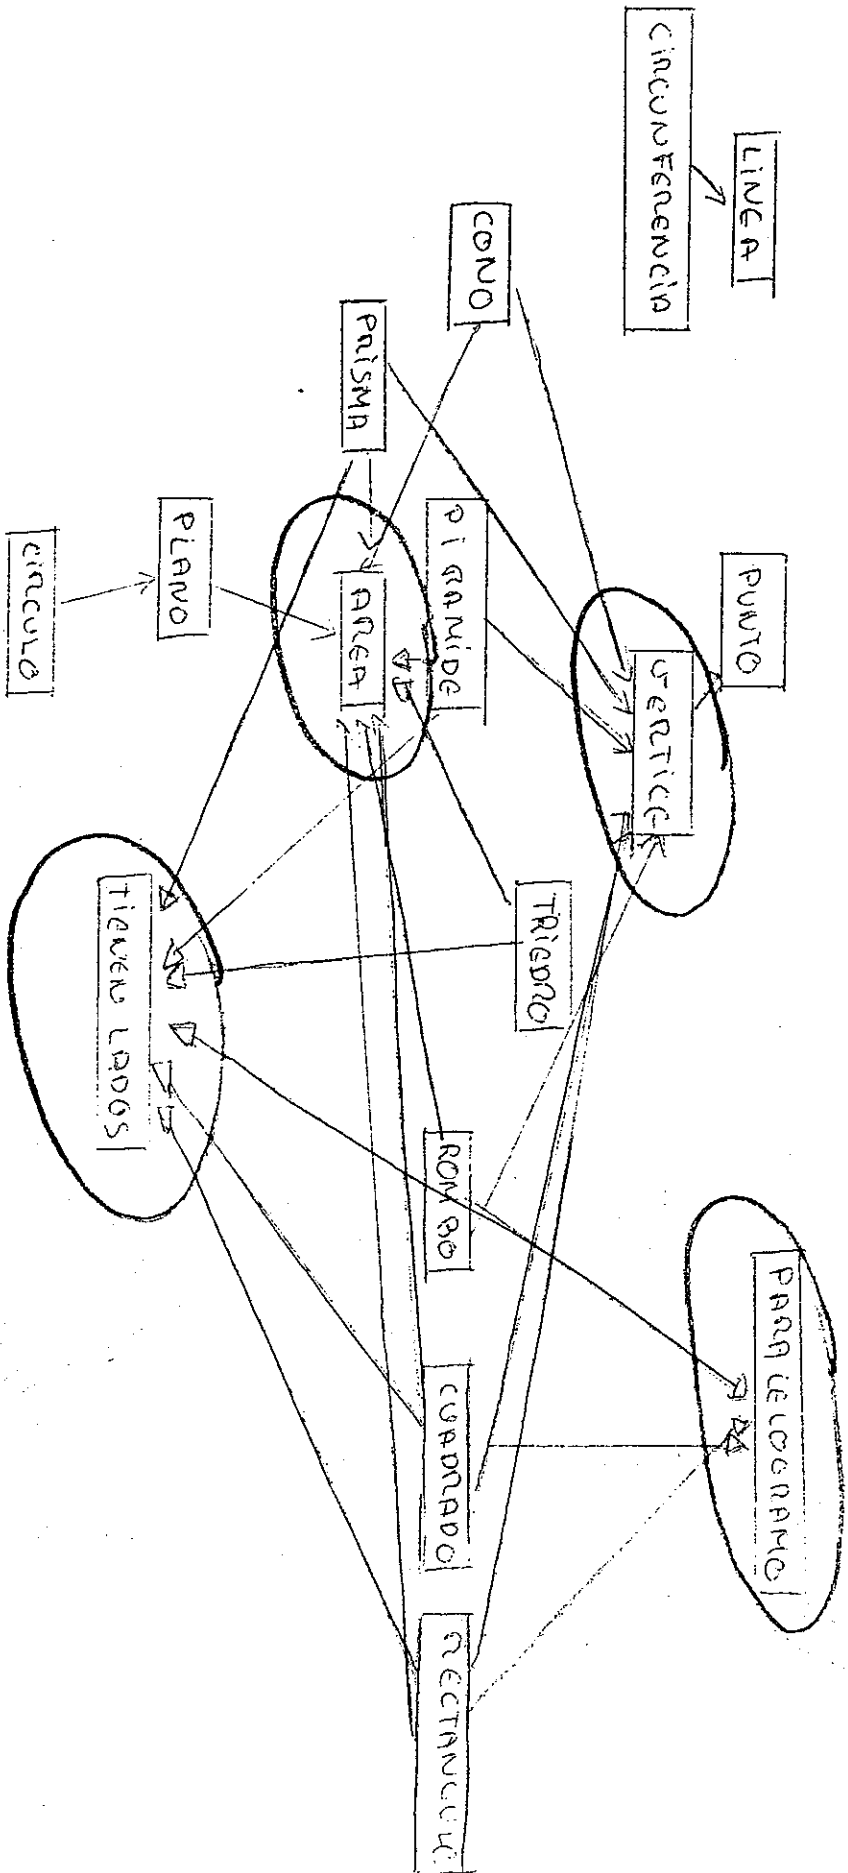 LINEA
CIRCUNFERENCIA
PUNTO
VERTICE
PARALELOGRAMO
CONO
PIRAMIDE
TRIEDRO
ROMBO
CUADRADO
RECTANGULO
PRISMA
AREA
PLANO
TIENEN LADOS
CIRCULO